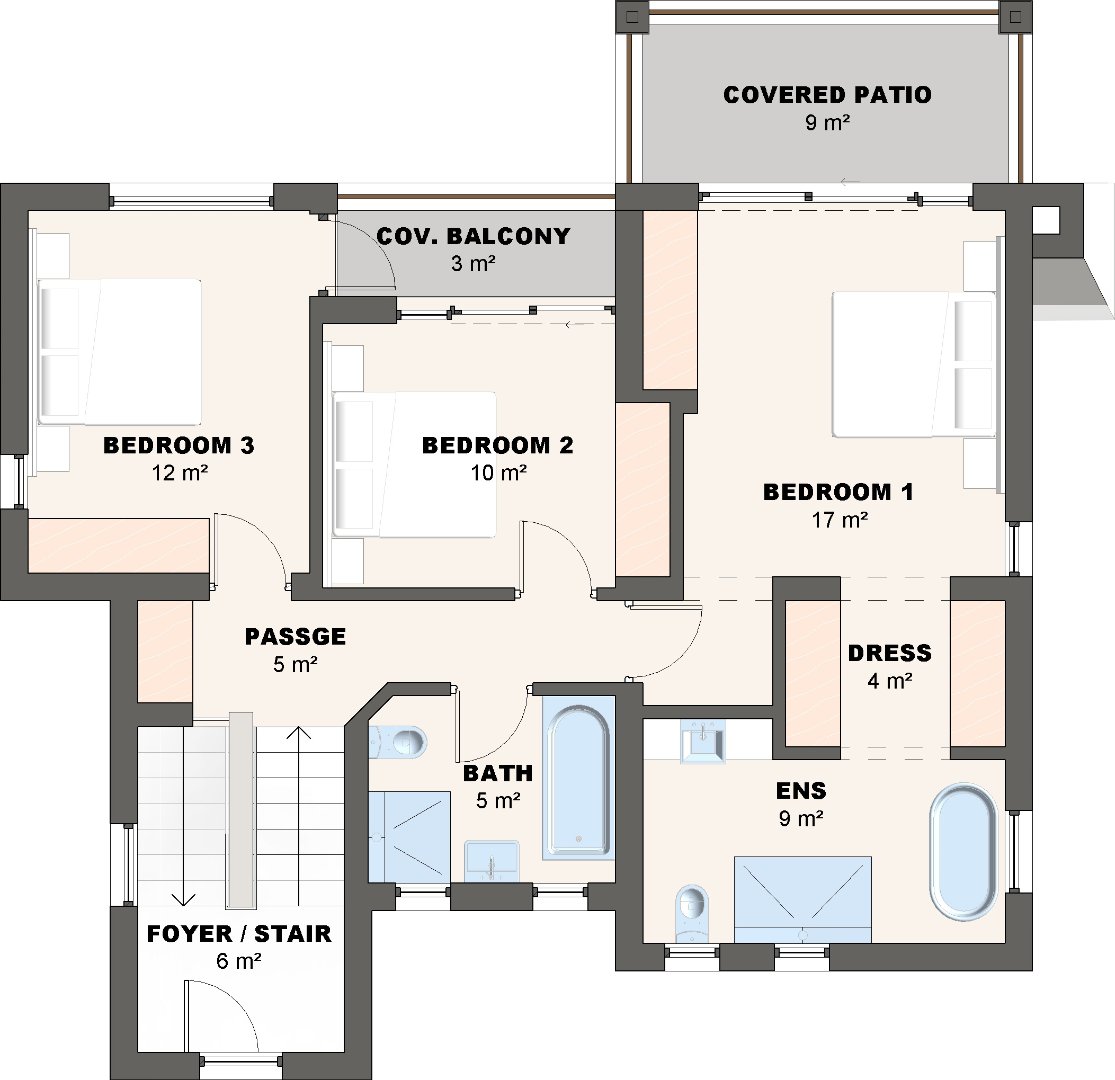 COVERED PATIO
9 m²
COV. BALCONY
3 m²
BEDROOM 3
12 m²
BEDROOM 2
10 m²
BEDROOM 1
17 m²
PASSGE
5 m²
DRESS
4 m²
BATH
5 m²
ENS
9 m²
FOYER / STAIR
6 m²